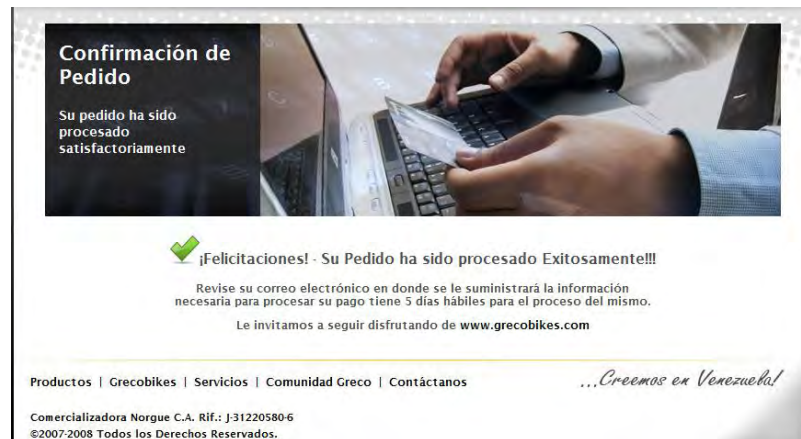 Confirmación de
Pedido
Su pedido ha sido
procesado
satisfactoriamente
¡Felicitaciones! - Su Pedido ha sido procesado Exitosamente!!!
Revise su correo electrónico en donde se le suministrará la información
necesaria para procesar su pago tiene 5 días hábiles para el proceso del mismo.
Le invitamos a seguir disfrutando de www.grecobikes.com
Productos | Grecobikes | Servicios | Comunidad Greco | Contáctanos
...Creemos en Venezuela!
Comercializadora Norgue C.A. Rif.: J-31220580-6
©2007-2008 Todos los Derechos Reservados.